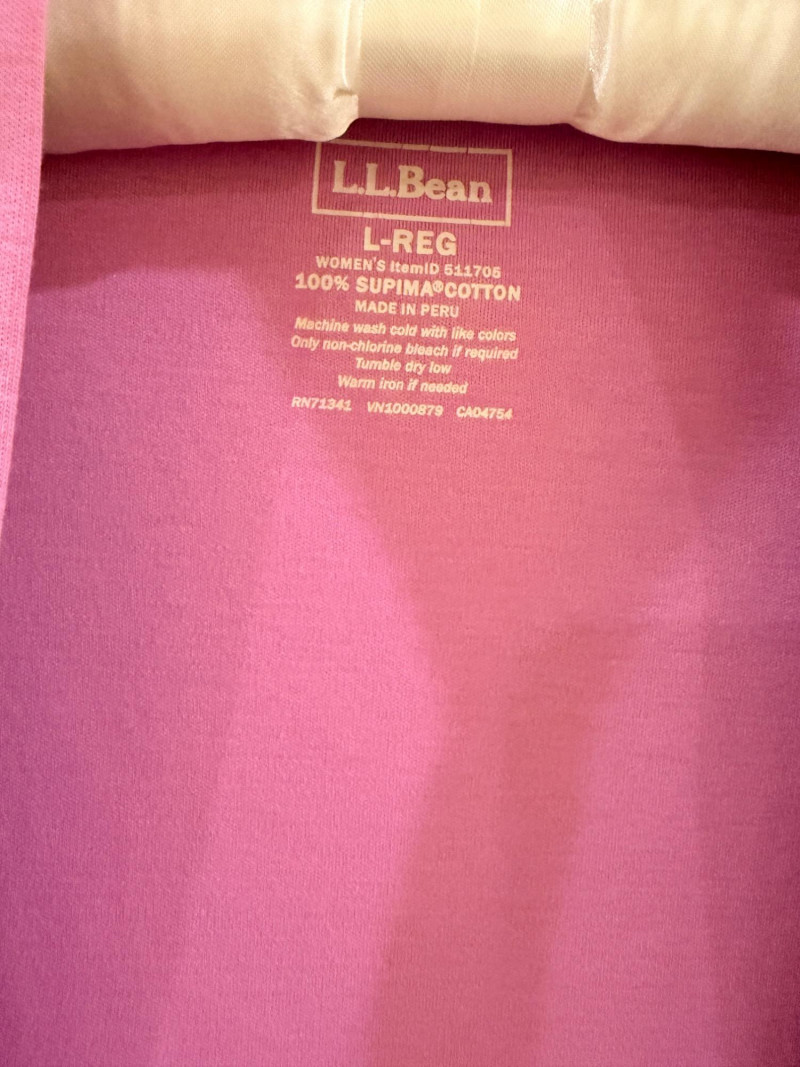 L.L.Bean
L-REG
WOMEN'S ItemID 511705
100% SUPIMA®COTTON
MADE IN PERU
Machine wash cold with like colors
Only non-chlorine bleach if required
Tumble dry low
Warm iron if needed
RN71341 VN1000879 CA04754